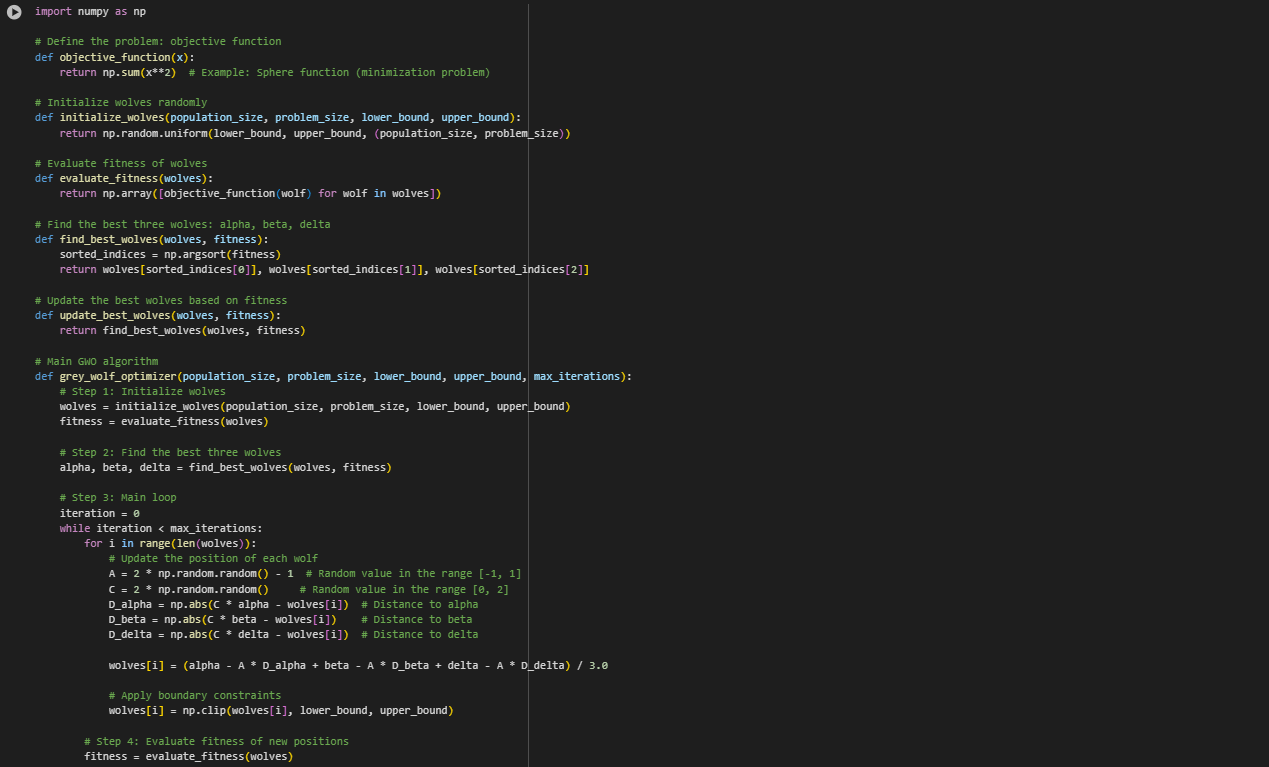 import numpy as np
# Define the problem: objective function
def objective_function(x):
    return np.sum(x**2)  # Example: Sphere function (minimization problem)
# Initialize wolves randomly
def initialize_wolves(population_size, problem_size, lower_bound, upper_bound):
    return np.random.uniform(lower_bound, upper_bound, (population_size, problem_size))
# Evaluate fitness of wolves
def evaluate_fitness(wolves):
    return np.array([objective_function(wolf) for wolf in wolves])
# Find the best three wolves: alpha, beta, delta
def find_best_wolves(wolves, fitness):
    sorted_indices = np.argsort(fitness)
    return wolves[sorted_indices[0]], wolves[sorted_indices[1]], wolves[sorted_indices[2]]
# Update the best wolves based on fitness
def update_best_wolves(wolves, fitness):
    return find_best_wolves(wolves, fitness)
# Main GWO algorithm
def grey_wolf_optimizer(population_size, problem_size, lower_bound, upper_bound, max_iterations):
    # Step 1: Initialize wolves
    wolves = initialize_wolves(population_size, problem_size, lower_bound, upper_bound)
    fitness = evaluate_fitness(wolves)
    # Step 2: Find the best three wolves
    alpha, beta, delta = find_best_wolves(wolves, fitness)
    # Step 3: Main loop
    iteration = 0
    while iteration < max_iterations:
        for i in range(len(wolves)):
            # Update the position of each wolf
            A = 2 * np.random.random() - 1  # Random value in the range [-1, 1]
            C = 2 * np.random.random()     # Random value in the range [0, 2]
            D_alpha = np.abs(C * alpha - wolves[i])  # Distance to alpha
            D_beta = np.abs(C * beta - wolves[i])    # Distance to beta
            D_delta = np.abs(C * delta - wolves[i])  # Distance to delta
            wolves[i] = (alpha - A * D_alpha + beta - A * D_beta + delta - A * D_delta) / 3.0
            # Apply boundary constraints
            wolves[i] = np.clip(wolves[i], lower_bound, upper_bound)
        # Step 4: Evaluate fitness of new positions
        fitness = evaluate_fitness(wolves)